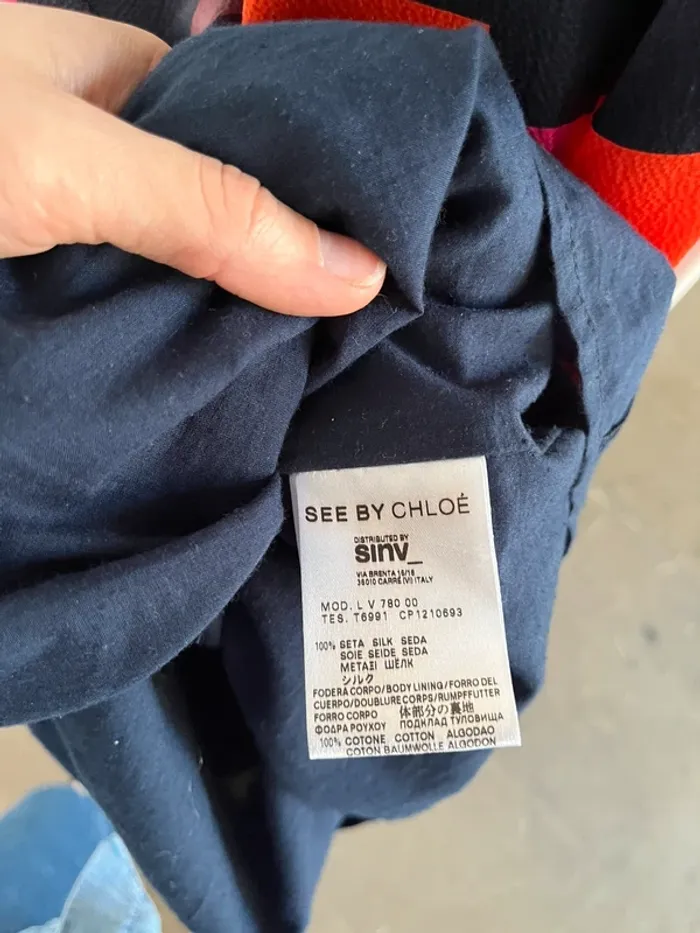 SEE BY CHLOÉ
DISTRIBUTED BY
sinv_
VIA BRENTA 16/18
36010 CARRÉ (VI) ITALY
MOD. L V 780 00
TES. T6991 CP1210693
100% SETA SILK SEDA
SOIE SEIDE SEDA
ΜΕΤΑΞΙ ШЁЛК
シルク
FODERA CORPO/BODY LINING/FORRO DEL
CUERPO/DOUBLURE CORPS/RUMPFFUTTER
FORRO CORPO 体部分の裏地
ΦΟΔΡΑ ΡΟΥΧΟΥ ПОДКЛАД ТУЛОВИЩА
100% COTONE COTTON ALGODAO
COTON BAUMWOLLE ALGODON